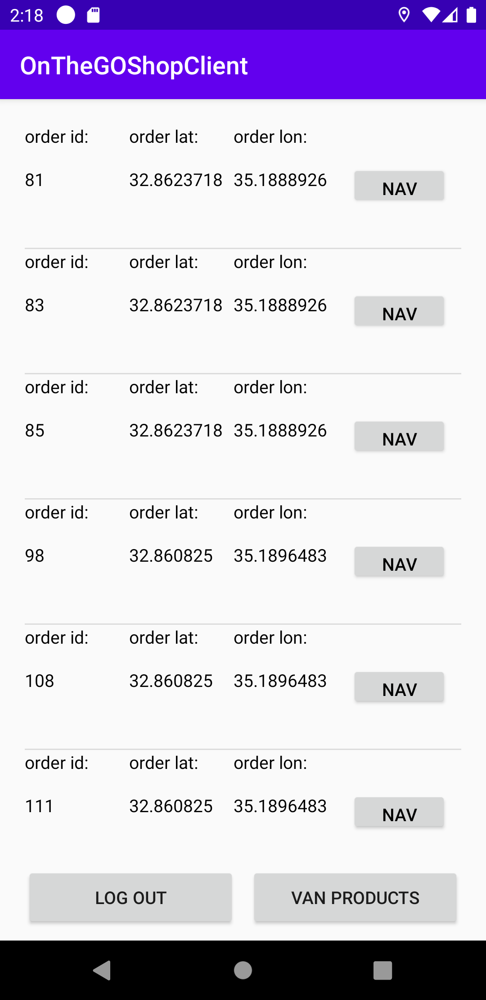 2:18
OnTheGOShopClient
order id: order lat: order lon:
81 32.8623718 35.1888926 NAV
order id: order lat: order lon:
83 32.8623718 35.1888926 NAV
order id: order lat: order lon:
85 32.8623718 35.1888926 NAV
order id: order lat: order lon:
98 32.860825 35.1896483 NAV
order id: order lat: order lon:
108 32.860825 35.1896483 NAV
order id: order lat: order lon:
111 32.860825 35.1896483 NAV
LOG OUT VAN PRODUCTS